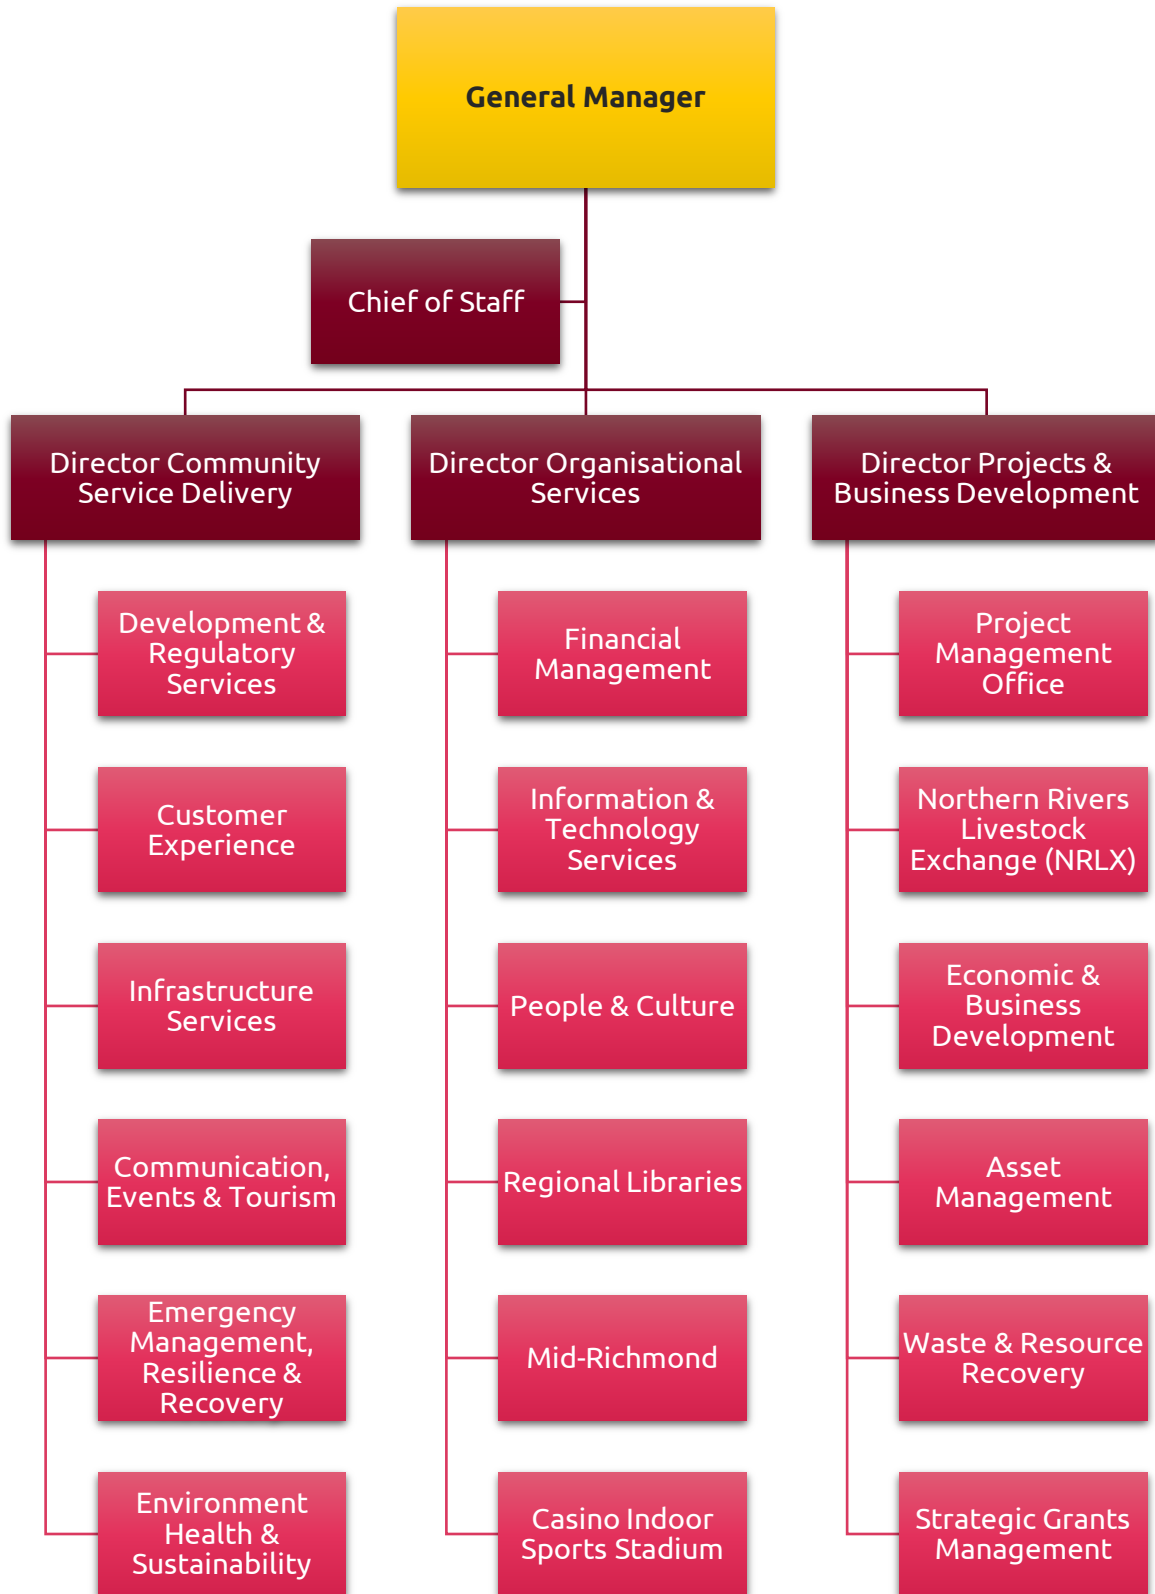 General Manager
Chief of Staff
Director Community
Service Delivery
Director Organisational
Services
Director Projects &
Business Development
Development &
Regulatory
Services
Financial
Management
Project
Management
Office
Customer
Experience
Information &
Technology
Services
Northern Rivers
Livestock
Exchange (NRLX)
Infrastructure
Services
People & Culture
Economic &
Business
Development
Communication,
Events & Tourism
Regional Libraries
Asset
Management
Emergency
Management,
Resilience &
Recovery
Mid-Richmond
Waste & Resource
Recovery
Environment
Health &
Sustainability
Casino Indoor
Sports Stadium
Strategic Grants
Management